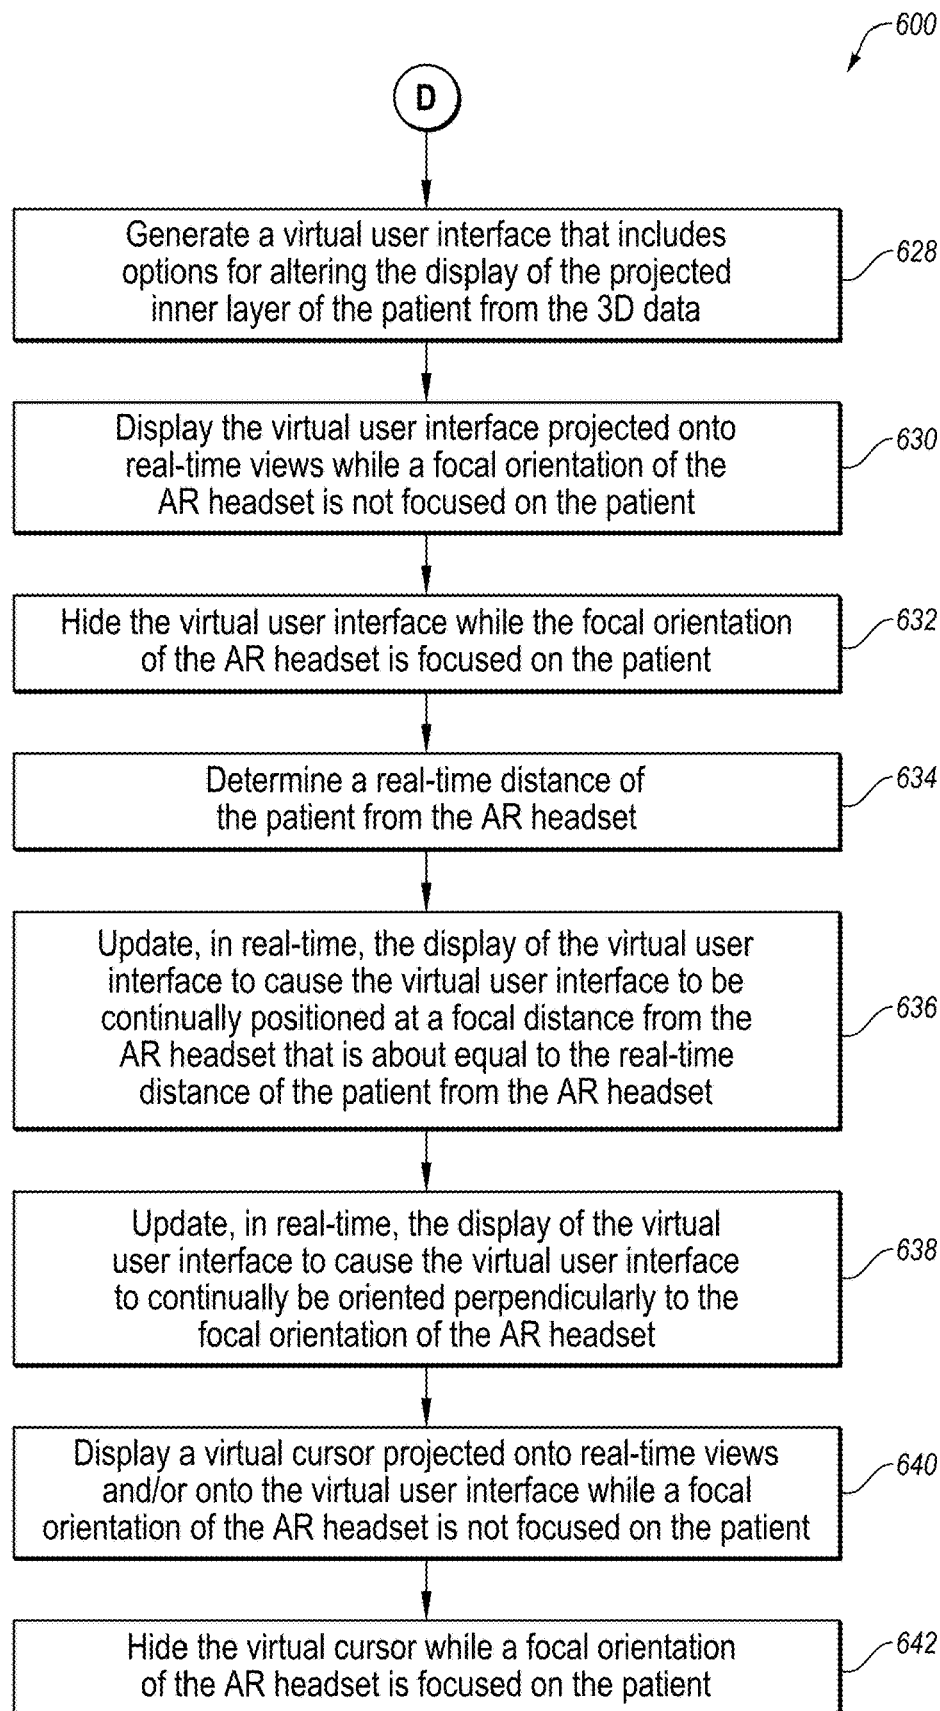 600
D
Generate a virtual user interface that includes
options for altering the display of the projected
inner layer of the patient from the 3D data
628
Display the virtual user interface projected onto
real-time views while a focal orientation of the
AR headset is not focused on the patient
630
Hide the virtual user interface while the focal orientation
of the AR headset is focused on the patient
632
Determine a real-time distance of
the patient from the AR headset
634
Update, in real-time, the display of the virtual user
interface to cause the virtual user interface to be
continually positioned at a focal distance from the
AR headset that is about equal to the real-time
distance of the patient from the AR headset
636
Update, in real-time, the display of the virtual
user interface to cause the virtual user interface
to continually be oriented perpendicularly to the
focal orientation of the AR headset
638
Display a virtual cursor projected onto real-time views
and/or onto the virtual user interface while a focal
orientation of the AR headset is not focused on the patient
640
Hide the virtual cursor while a focal orientation
of the AR headset is focused on the patient
642